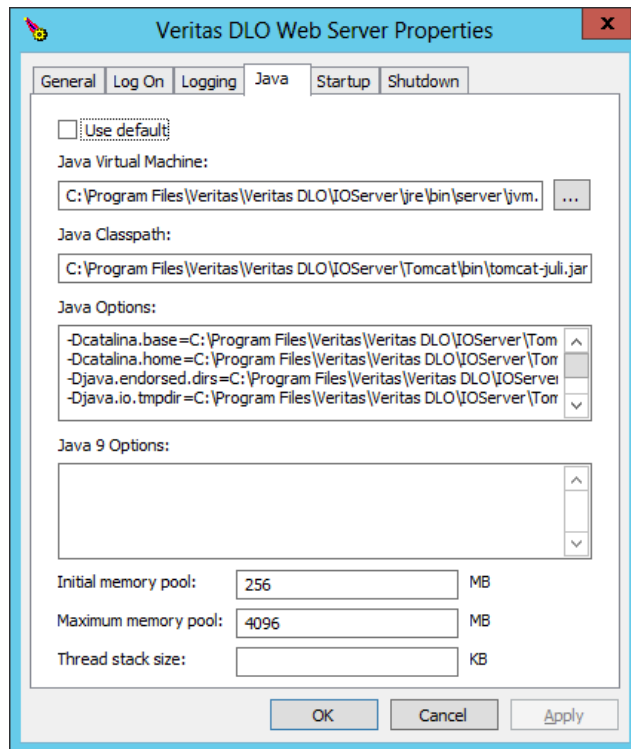 Veritas DLO Web Server Properties
x
General Log On Logging Java Startup Shutdown
Use default
Java Virtual Machine:
C:\Program Files\Veritas\Veritas DLO\IOServer\jre\bin\server\jvm. ...
Java Classpath:
C:\Program Files\Veritas\Veritas DLO\IOServer\Tomcat\bin\tomcat-juli.jar
Java Options:
-Dcatalina.base=C:\Program Files\Veritas\Veritas DLO\IOServer\Tom
-Dcatalina.home=C:\Program Files\Veritas\Veritas DLO\IOServer\Tom
-Djava.endorsed.dirs=C:\Program Files\Veritas\Veritas DLO\IOServer
-Djava.io.tmpdir=C:\Program Files\Veritas\Veritas DLO\IOServer\Tom
Java 9 Options:
Initial memory pool: 256 MB
Maximum memory pool: 4096 MB
Thread stack size: KB
OK Cancel Apply